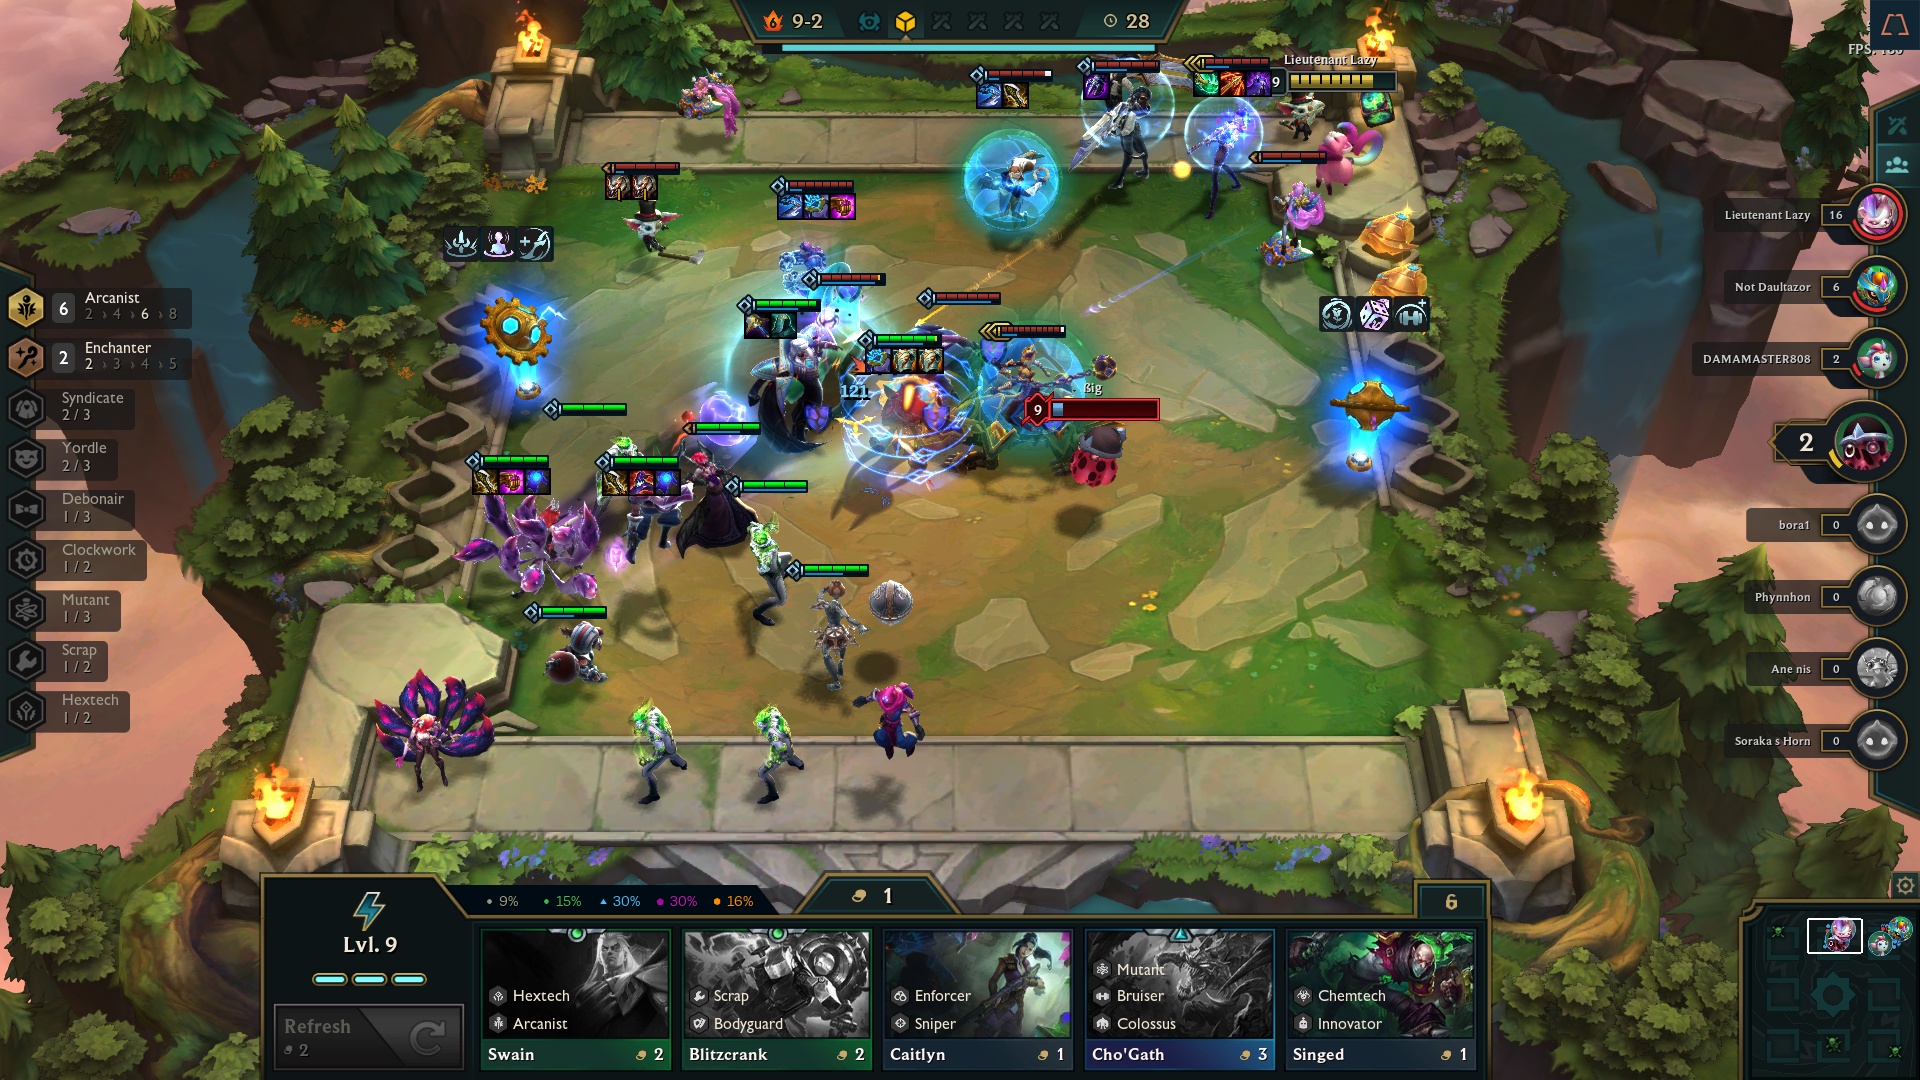 9-2
28
FPS:
Lieutenant Lazy
9
Lieutenant Lazy
16
Not Daultazor
6
DAMAMASTER808
2
2
bora1
0
Phynnhon
0
Ane nis
0
Soraka s Horn
0
6
Arcanist
2 › 4 › 6 › 8
2
Enchanter
2 › 3 › 4 › 5
Syndicate
2 / 3
Yordle
2 / 3
Debonair
1 / 3
Clockwork
1 / 2
Mutant
1 / 3
Scrap
1 / 2
Hextech
1 / 2
121
ßig
9
Lvl. 9
9%
15%
30%
30%
16%
1
6
Refresh
2
Hextech
Arcanist
Swain
2
Scrap
Bodyguard
Blitzcrank
2
Enforcer
Sniper
Caitlyn
1
Mutant
Bruiser
Colossus
Cho'Gath
3
Chemtech
Innovator
Singed
1